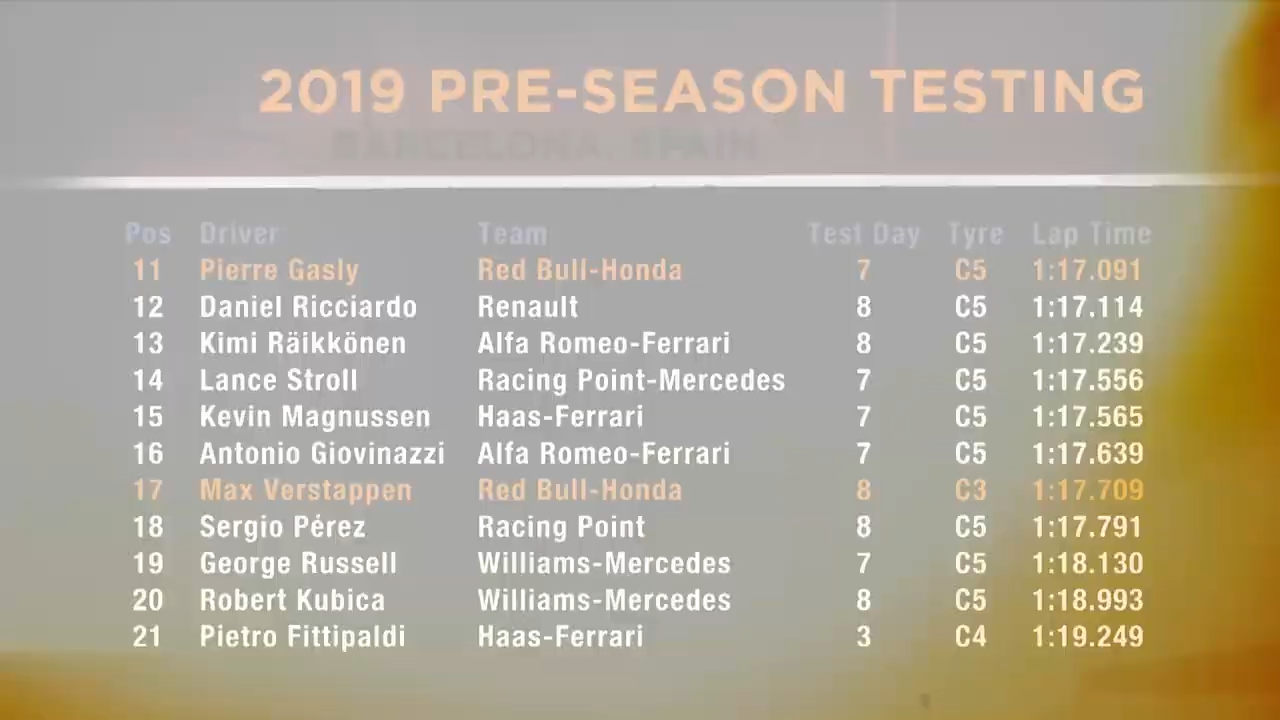 2019 PRE-SEASON TESTING
BARCELONA, SPAIN
Pos Driver Team Test Day Tyre Lap Time
11 Pierre Gasly Red Bull-Honda 7 C5 1:17.091
12 Daniel Ricciardo Renault 8 C5 1:17.114
13 Kimi Räikkönen Alfa Romeo-Ferrari 8 C5 1:17.239
14 Lance Stroll Racing Point-Mercedes 7 C5 1:17.556
15 Kevin Magnussen Haas-Ferrari 7 C5 1:17.565
16 Antonio Giovinazzi Alfa Romeo-Ferrari 7 C5 1:17.639
17 Max Verstappen Red Bull-Honda 8 C3 1:17.709
18 Sergio Pérez Racing Point 8 C5 1:17.791
19 George Russell Williams-Mercedes 7 C5 1:18.130
20 Robert Kubica Williams-Mercedes 8 C5 1:18.993
21 Pietro Fittipaldi Haas-Ferrari 3 C4 1:19.249